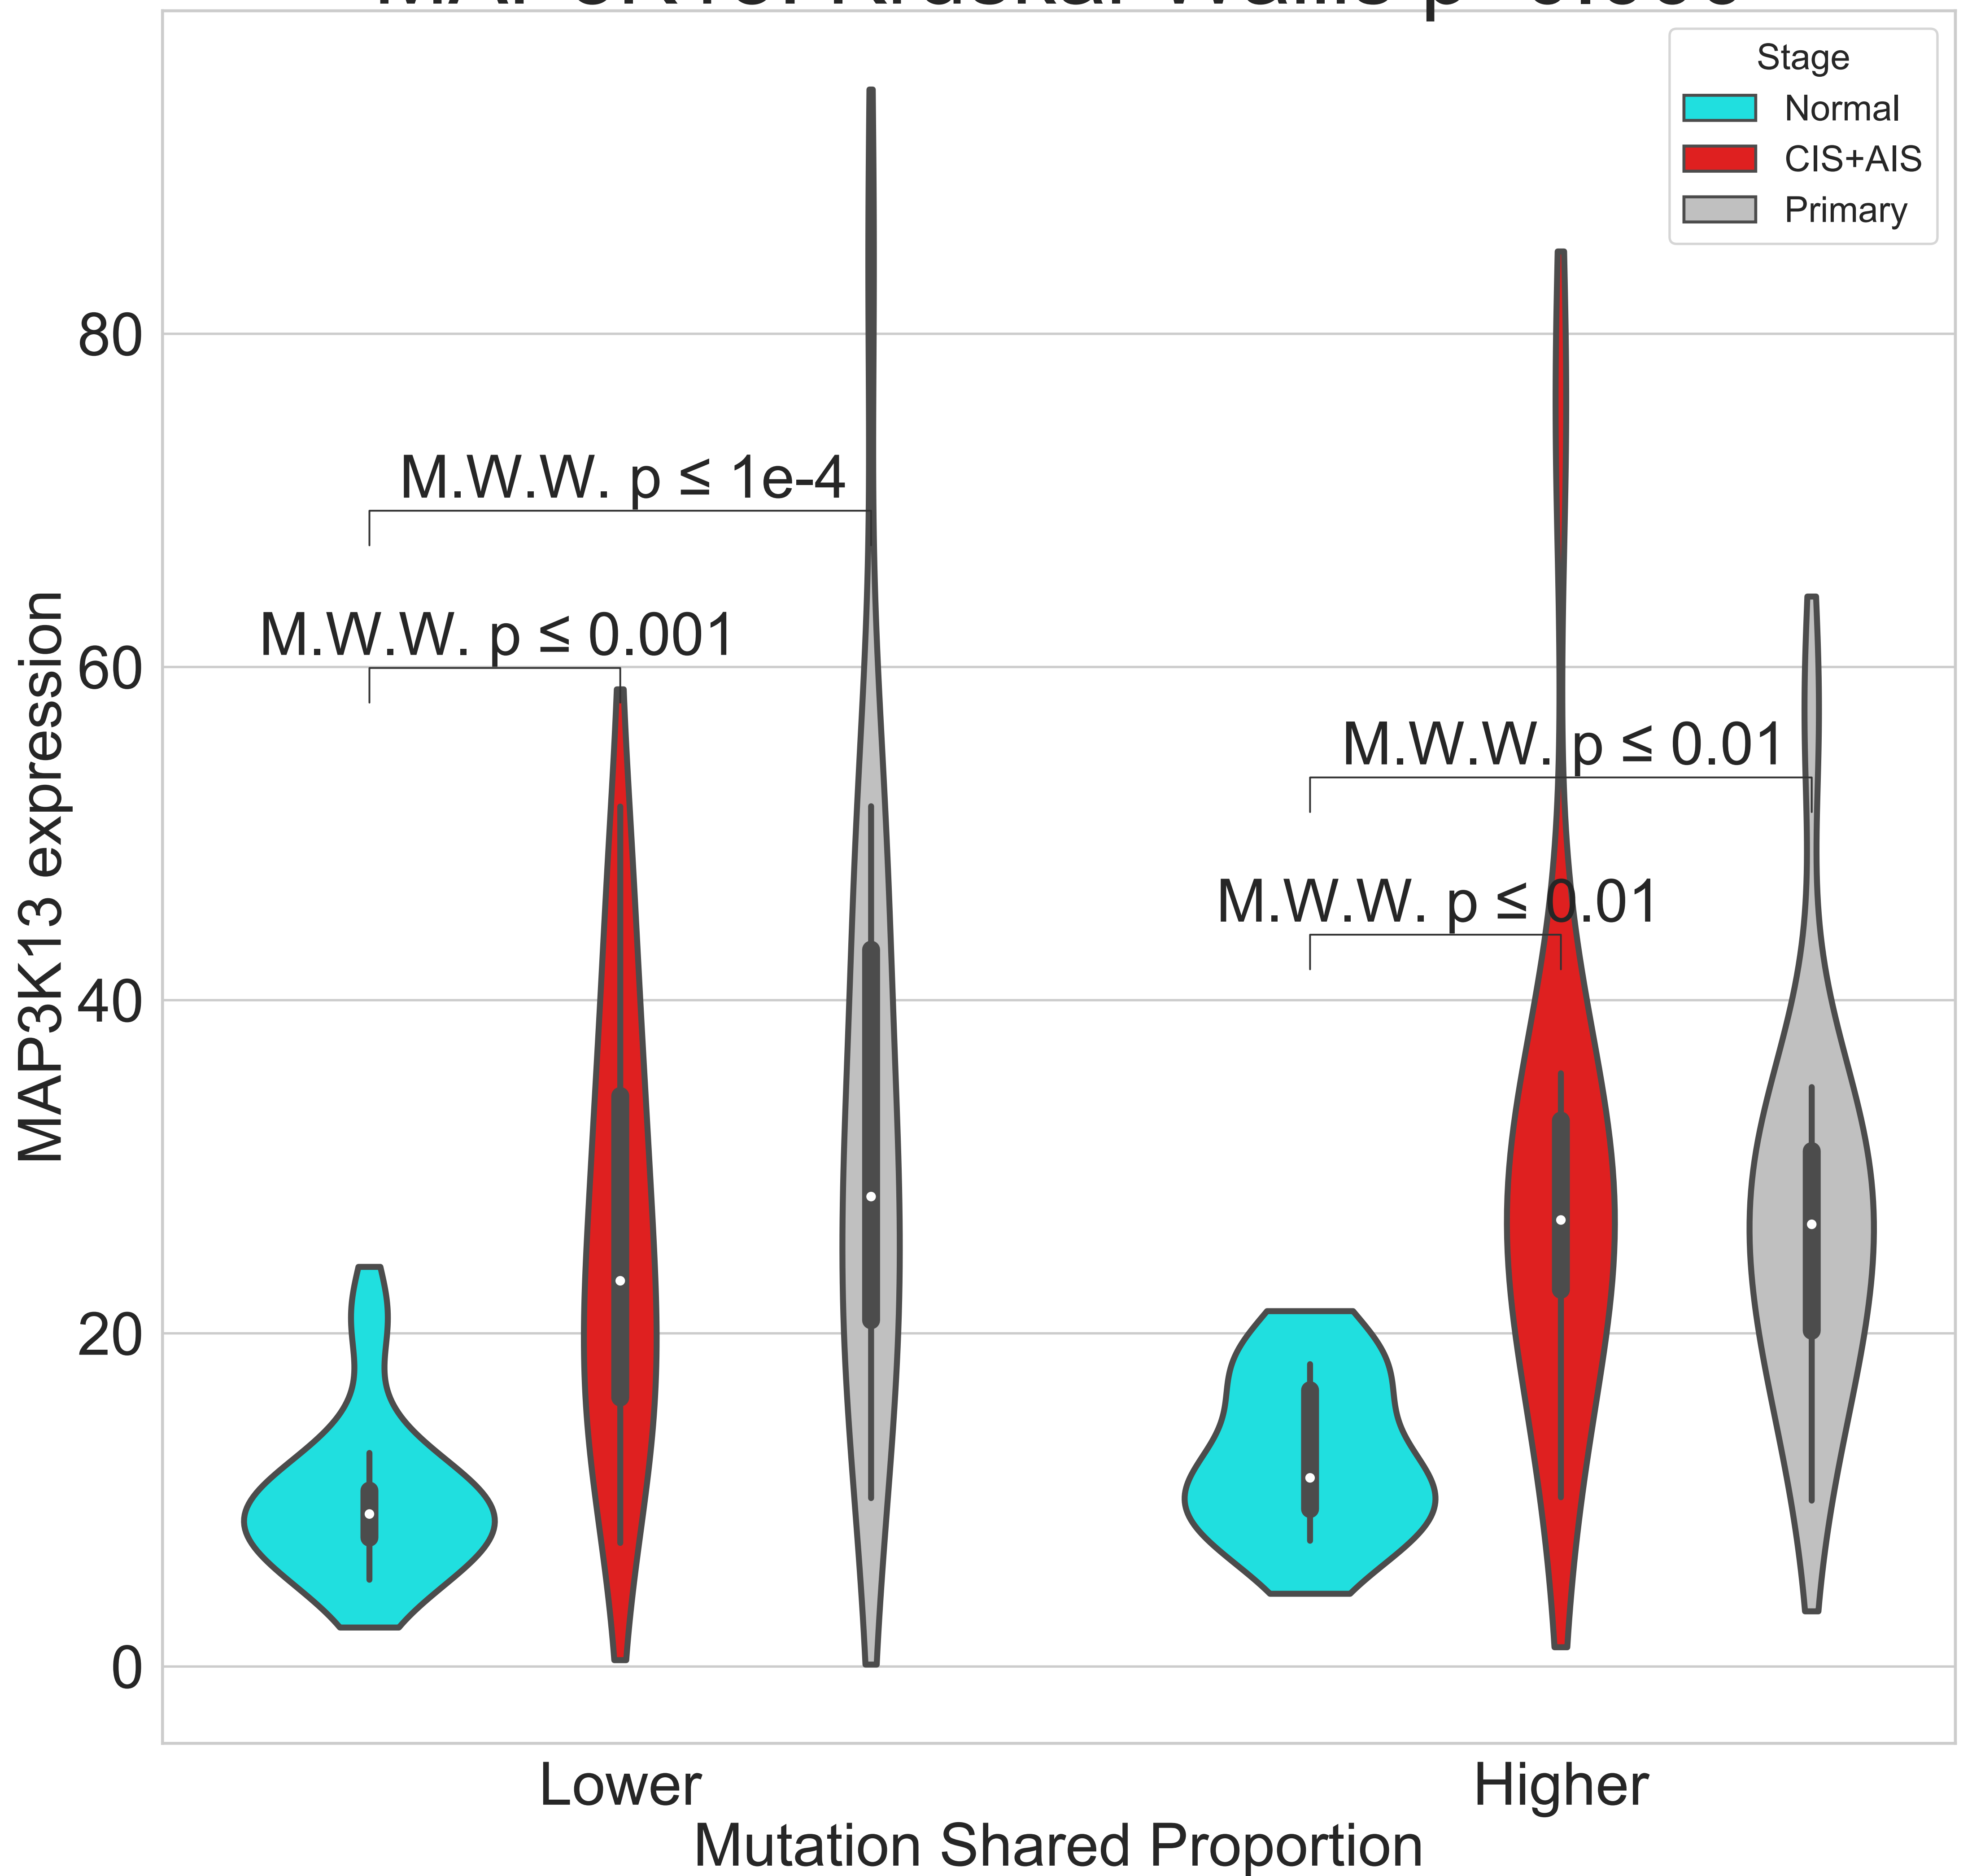 Stage
Normal
CIS+AIS
Primary
80
60
40
20
0
MAP3K13 expression
M.W.W. p ≤ 1e-4
M.W.W. p ≤ 0.001
M.W.W. p ≤ 0.01
M.W.W. p ≤ 0.01
Lower
Higher
Mutation Shared Proportion